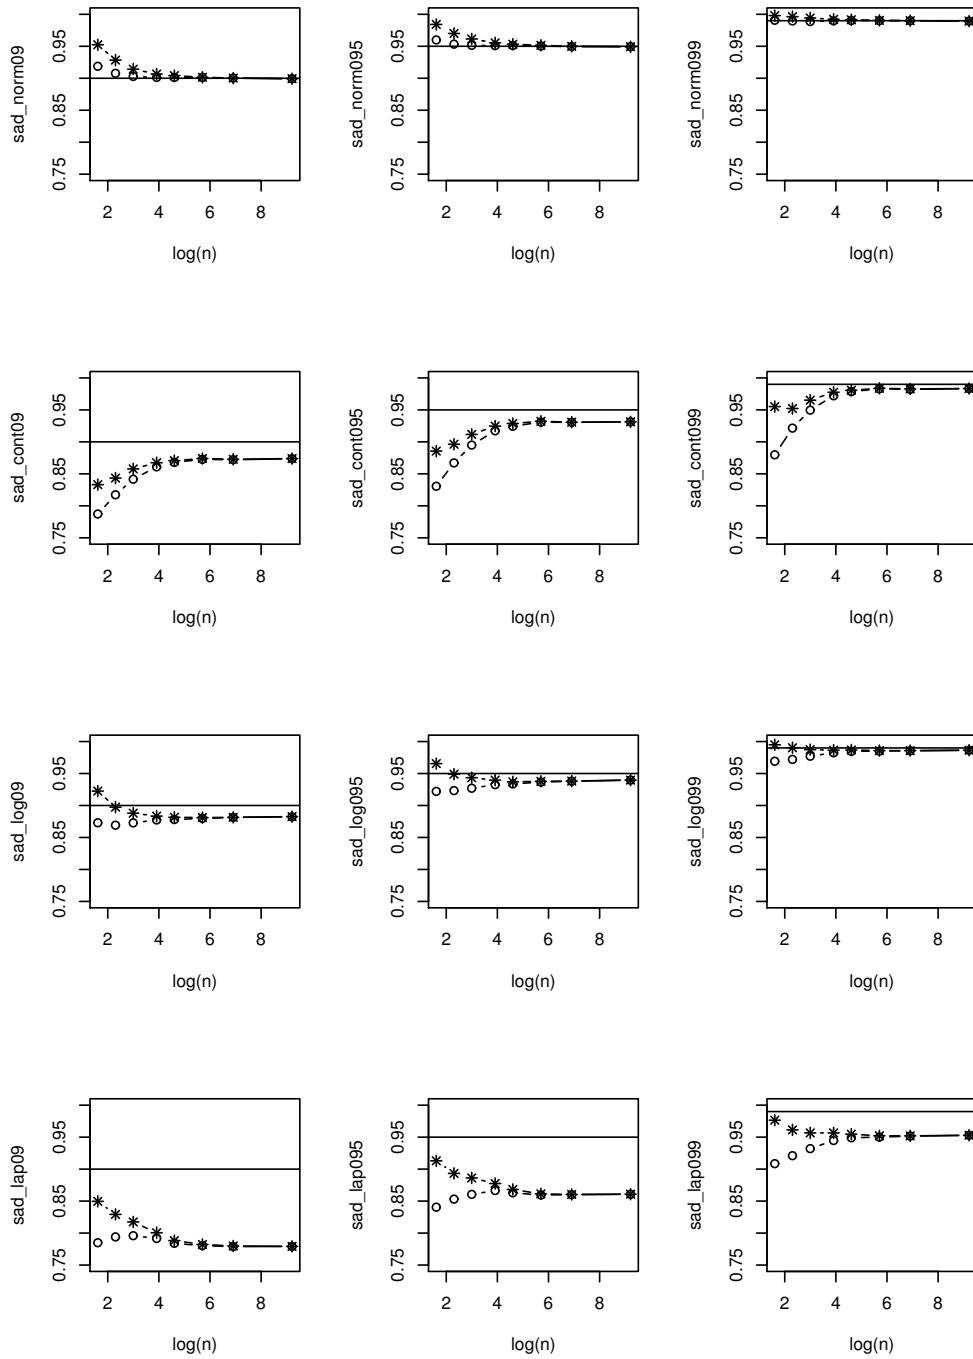 sad_norm09
0.75 0.85 0.95
2 4 6 8
log(n)
sad_norm095
0.75 0.85 0.95
2 4 6 8
log(n)
sad_norm099
0.75 0.85 0.95
2 4 6 8
log(n)
sad_cont09
0.75 0.85 0.95
2 4 6 8
log(n)
sad_cont095
0.75 0.85 0.95
2 4 6 8
log(n)
sad_cont099
0.75 0.85 0.95
2 4 6 8
log(n)
sad_log09
0.75 0.85 0.95
2 4 6 8
log(n)
sad_log095
0.75 0.85 0.95
2 4 6 8
log(n)
sad_log099
0.75 0.85 0.95
2 4 6 8
log(n)
sad_lap09
0.75 0.85 0.95
2 4 6 8
log(n)
sad_lap095
0.75 0.85 0.95
2 4 6 8
log(n)
sad_lap099
0.75 0.85 0.95
2 4 6 8
log(n)